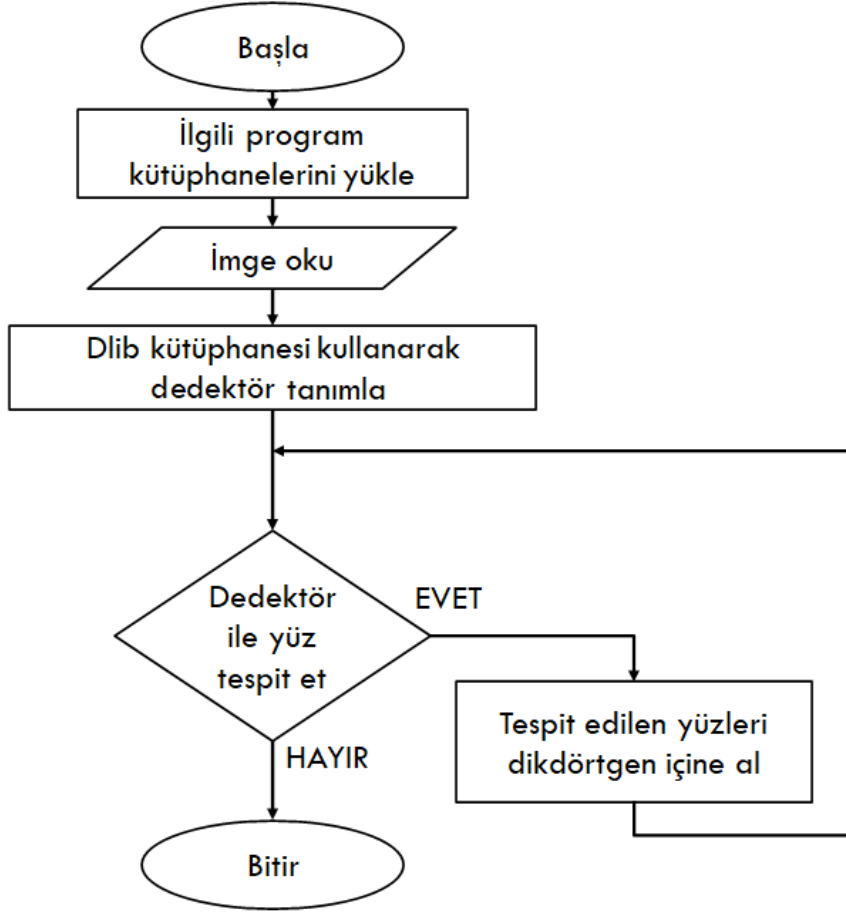 Başla
İlgili program
kütüphanelerini yükle
İmge oku
Dlib kütüphanesi kullanarak
dedektör tanımla
Dedektör
ile yüz
tespit et
EVET
Tespit edilen yüzleri
dikdörtgen içine al
HAYIR
Bitir